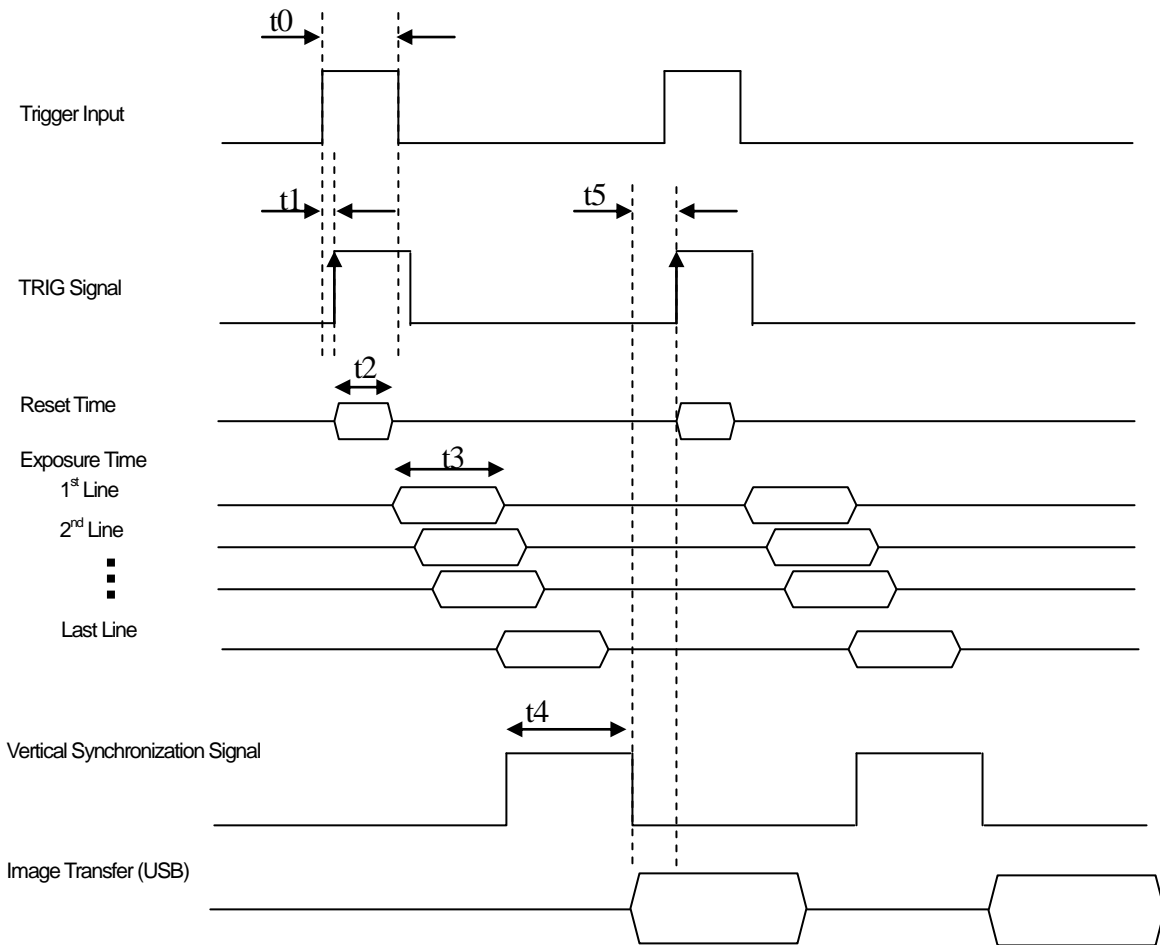 t0
Trigger Input
t1
t5
TRIG Signal
t2
Reset Time
Exposure Time
t3
1st Line
2nd Line
Last Line
t4
Vertical Synchronization Signal
Image Transfer (USB)